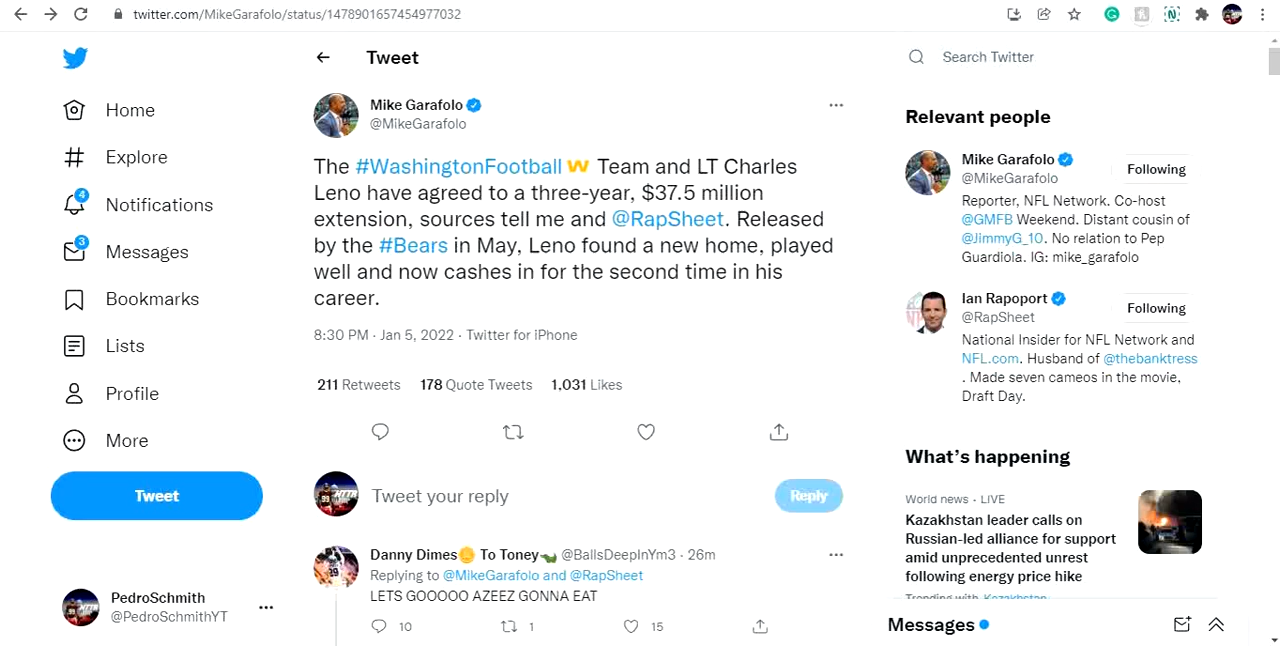 twitter.com/MikeGarafolo/status/1478901657454977032
Tweet
Search Twitter
Home
Explore
4
Notifications
3
Messages
Bookmarks
Lists
Profile
More
Tweet
PedroSchmith
@PedroSchmithYT
Mike Garafolo
@MikeGarafolo
The #WashingtonFootball Team and LT Charles
Leno have agreed to a three-year, $37.5 million
extension, sources tell me and @RapSheet. Released
by the #Bears in May, Leno found a new home, played
well and now cashes in for the second time in his
career.
8:30 PM · Jan 5, 2022 · Twitter for iPhone
211 Retweets 178 Quote Tweets 1,031 Likes
Tweet your reply
Reply
Danny Dimes To Toney @BallsDeepInYm3 · 26m
Replying to @MikeGarafolo and @RapSheet
LETS GOOOOO AZEEZ GONNA EAT
10 1 15
Relevant people
Mike Garafolo
@MikeGarafolo
Following
Reporter, NFL Network. Co-host
@GMFB Weekend. Distant cousin of
@JimmyG_10. No relation to Pep
Guardiola. IG: mike_garafolo
Ian Rapoport
@RapSheet
Following
National Insider for NFL Network and
NFL.com. Husband of @thebanktress
. Made seven cameos in the movie,
Draft Day.
What's happening
World news · LIVE
Kazakhstan leader calls on
Russian-led alliance for support
amid unprecedented unrest
following energy price hike
Trending with Kazakhstan
Messages